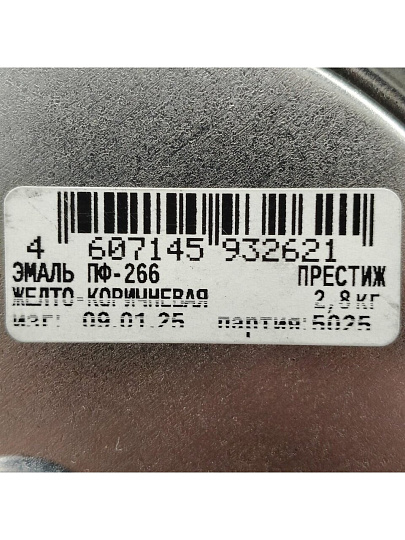 4 607145 932621
ЭМАЛЬ ПФ-266 ПРЕСТИЖ
ЖЕЛТО-КОРИЧНЕВАЯ 2,8кг
изг: 09.01.25 партия:5025